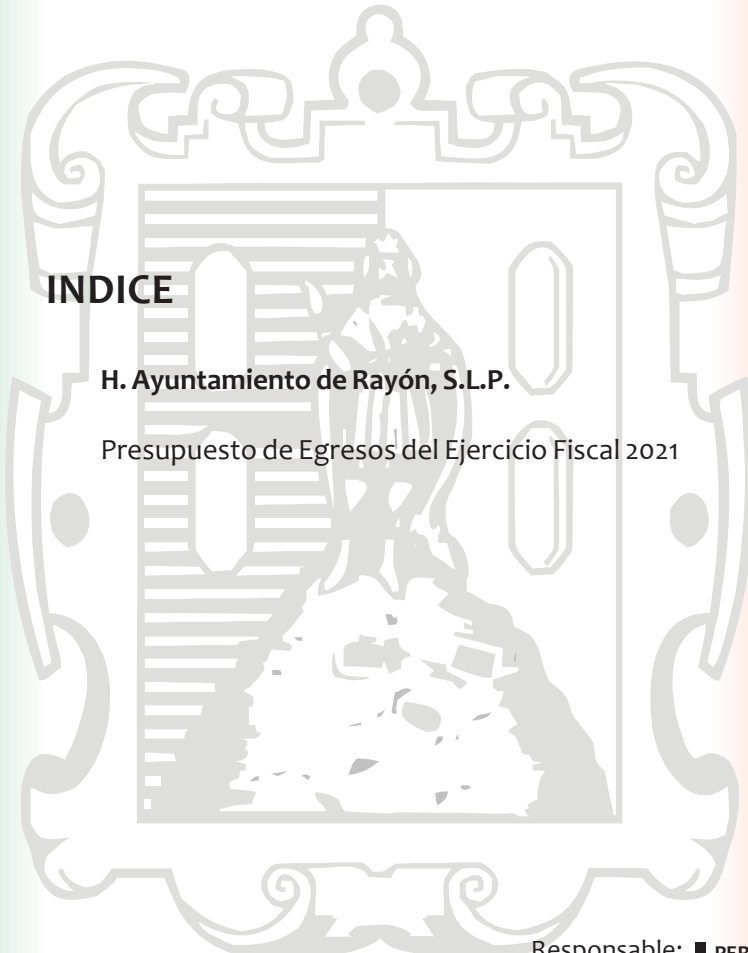 INDICE
H. Ayuntamiento de Rayón, S.L.P.
Presupuesto de Egresos del Ejercicio Fiscal 2021
Responsable: